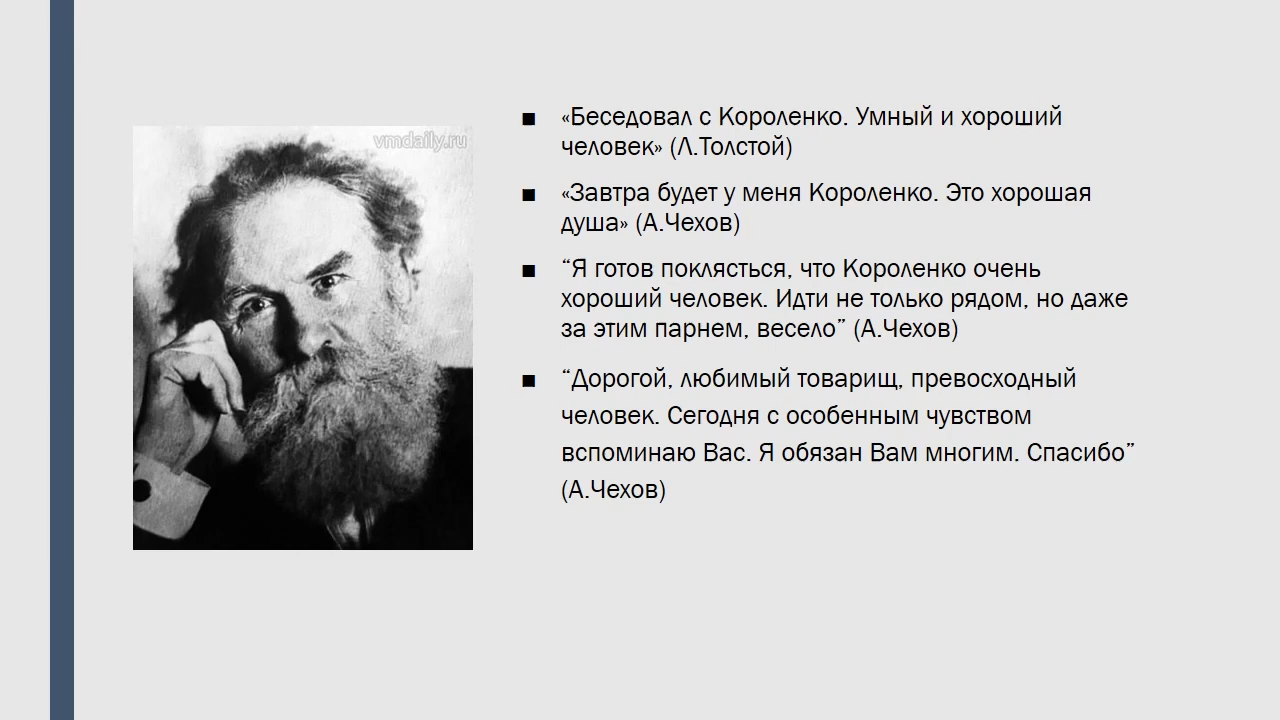 vmdaily.ru
■ «Беседовал с Короленко. Умный и хороший
человек» (Л.Толстой)
■ «Завтра будет у меня Короленко. Это хорошая
душа» (А.Чехов)
■ “Я готов поклясться, что Короленко очень
хороший человек. Идти не только рядом, но даже
за этим парнем, весело” (А.Чехов)
■ “Дорогой, любимый товарищ, превосходный
человек. Сегодня с особенным чувством
вспоминаю Вас. Я обязан Вам многим. Спасибо”
(А.Чехов)